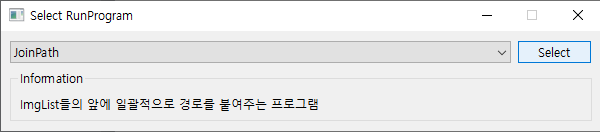 Select RunProgram
JoinPath
Select
Information
ImgList들의 앞에 일괄적으로 경로를 붙여주는 프로그램